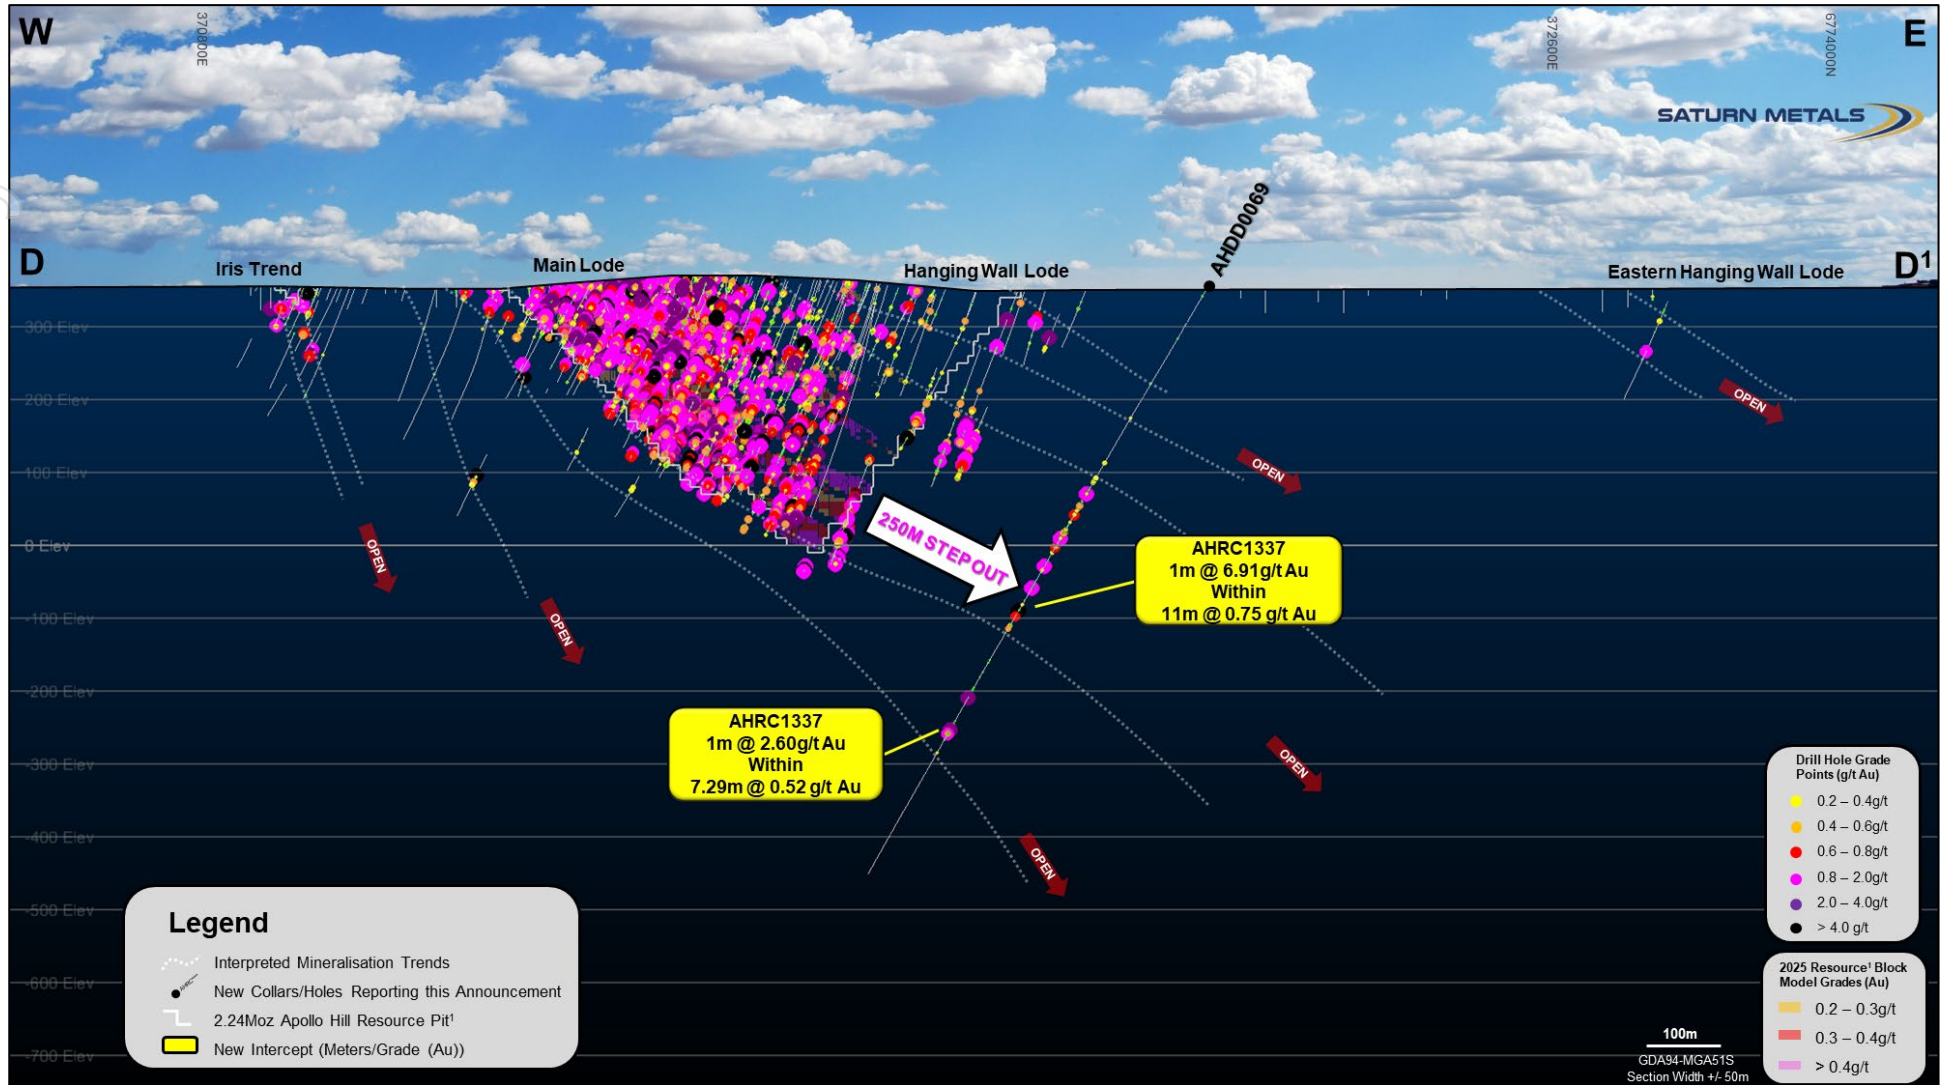 W
370800E
372600E
677400N
E
SATURN METALS
AHDD0069
D
Iris Trend
Main Lode
Hanging Wall Lode
Eastern Hanging Wall Lode
D1
300 Elev
200 Elev
100 Elev
0 Elev
-100 Elev
-200 Elev
-300 Elev
-400 Elev
-500 Elev
-600 Elev
-700 Elev
OPEN
OPEN
OPEN
OPEN
OPEN
OPEN
250M STEP OUT
AHRC1337
1m @ 6.91g/t Au
Within
11m @ 0.75 g/t Au
AHRC1337
1m @ 2.60g/t Au
Within
7.29m @ 0.52 g/t Au
Legend
Interpreted Mineralisation Trends
AHRC
New Collars/Holes Reporting this Announcement
2.24Moz Apollo Hill Resource Pit1
New Intercept (Meters/Grade (Au))
Drill Hole Grade
Points (g/t Au)
0.2 – 0.4g/t
0.4 – 0.6g/t
0.6 – 0.8g/t
0.8 – 2.0g/t
2.0 – 4.0g/t
> 4.0 g/t
2025 Resource1 Block
Model Grades (Au)
0.2 – 0.3g/t
0.3 – 0.4g/t
> 0.4g/t
100m
GDA94-MGA51S
Section Width +/- 50m